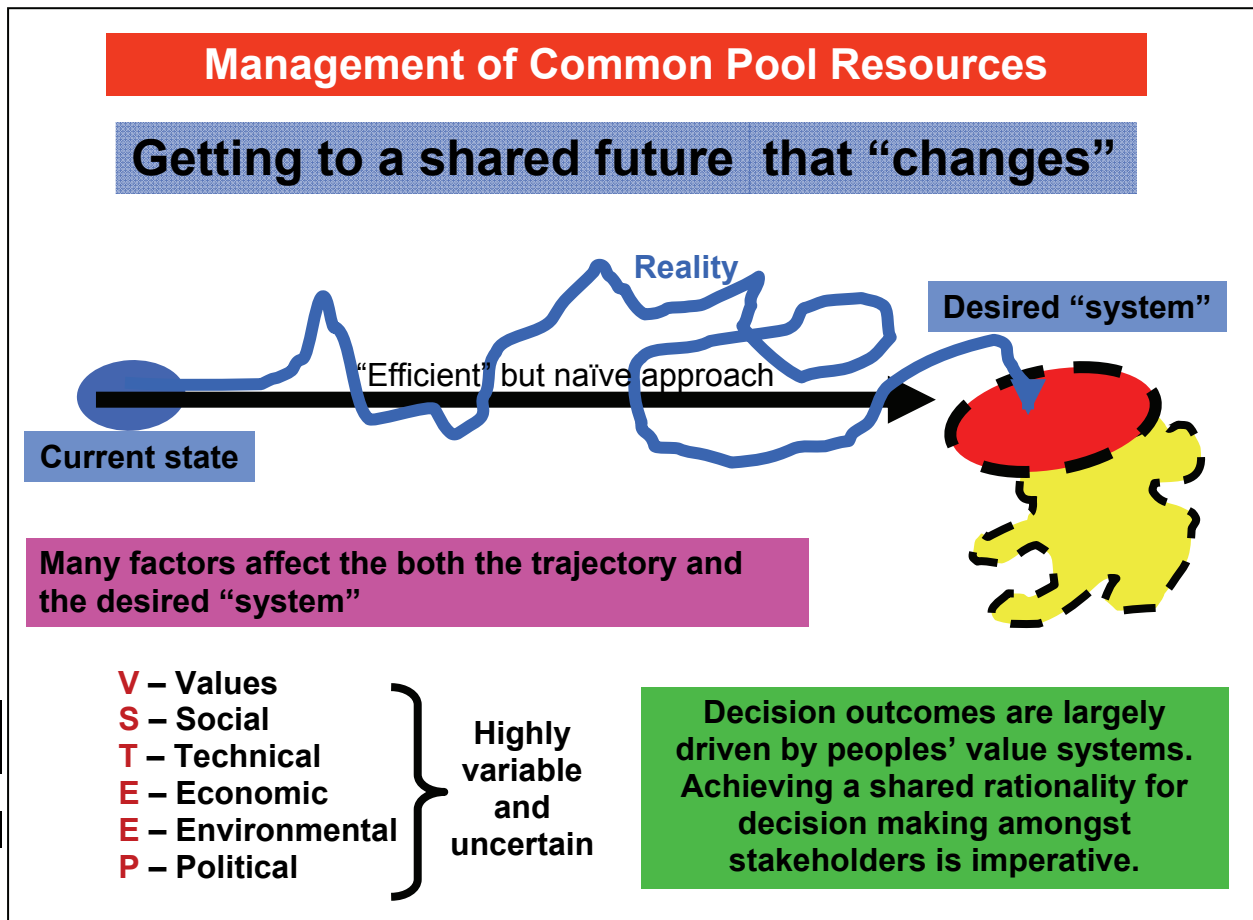 Management of Common Pool Resources
Getting to a shared future that “changes”
Reality
Desired “system”
“Efficient” but naïve approach
Current state
Many factors affect the both the trajectory and
the desired “system”
V – Values
S – Social
T – Technical
E – Economic
E – Environmental
P – Political
Highly
variable
and
uncertain
Decision outcomes are largely
driven by peoples’ value systems.
Achieving a shared rationality for
decision making amongst
stakeholders is imperative.